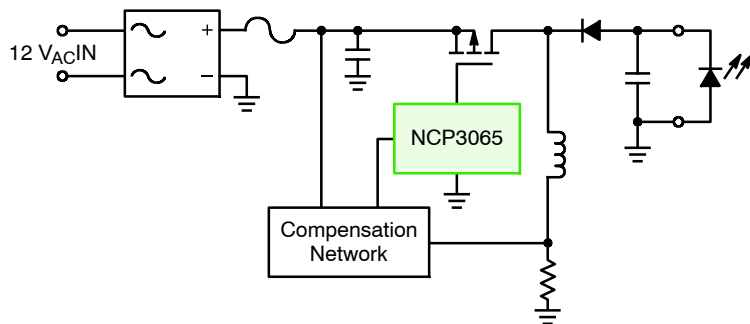 12 VACIN
+
−
NCP3065
Compensation
Network